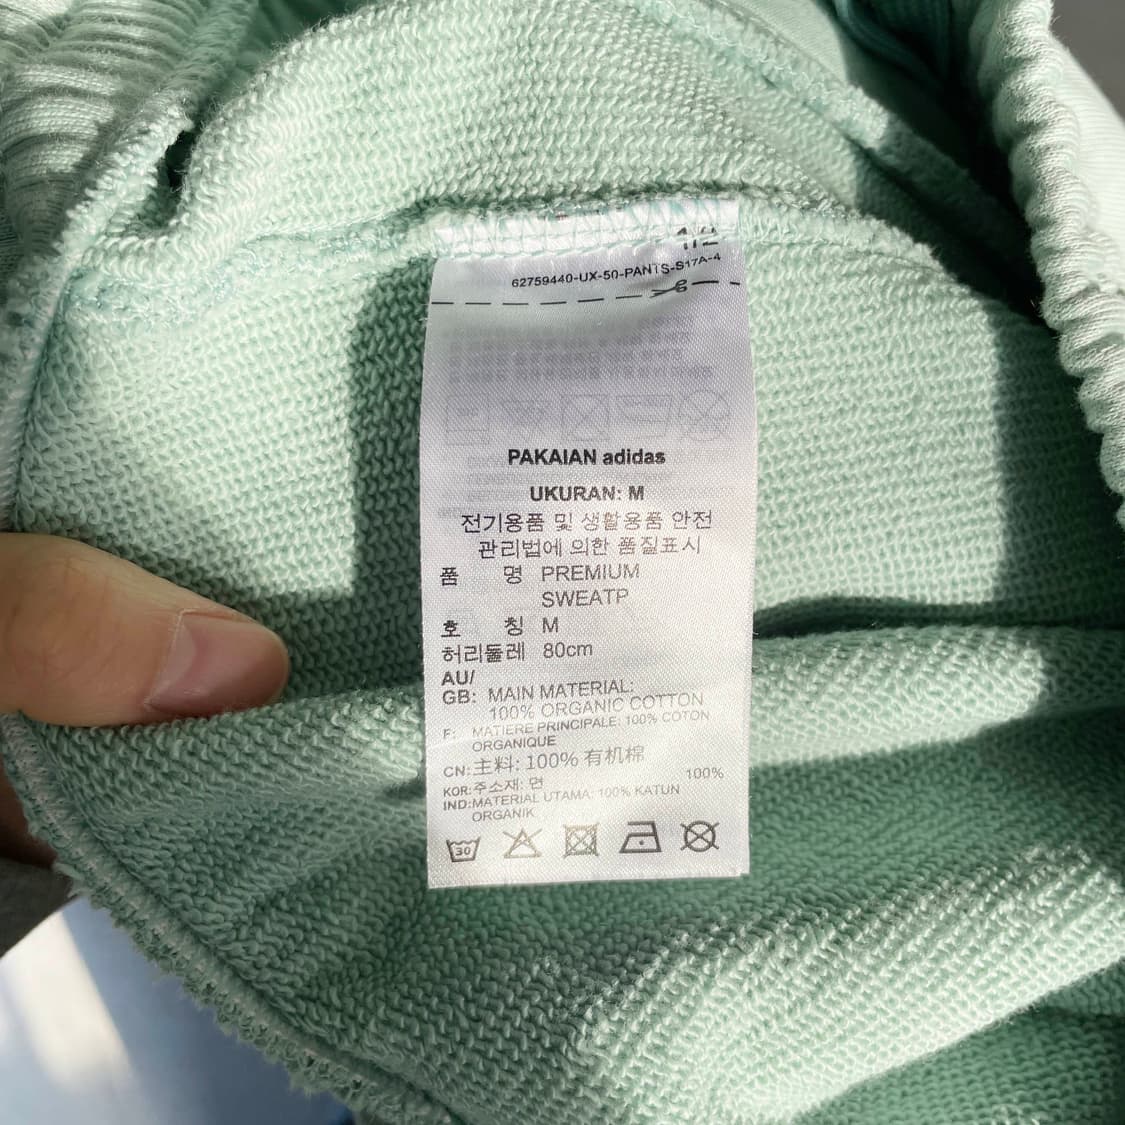 1/2
62759440-UX-50-PANTS-S17A-4
PAKAIAN adidas
UKURAN: M
전기용품 및 생활용품 안전
관리법에 의한 품질표시
품 명 PREMIUM
SWEATP
호 칭 M
허리둘레 80cm
AU/
GB: MAIN MATERIAL:
100% ORGANIC COTTON
F: MATIERE PRINCIPALE: 100% COTON
ORGANIQUE
CN: 主料: 100% 有机棉
KOR: 주소재: 면 100%
IND: MATERIAL UTAMA: 100% KATUN
ORGANIK
30